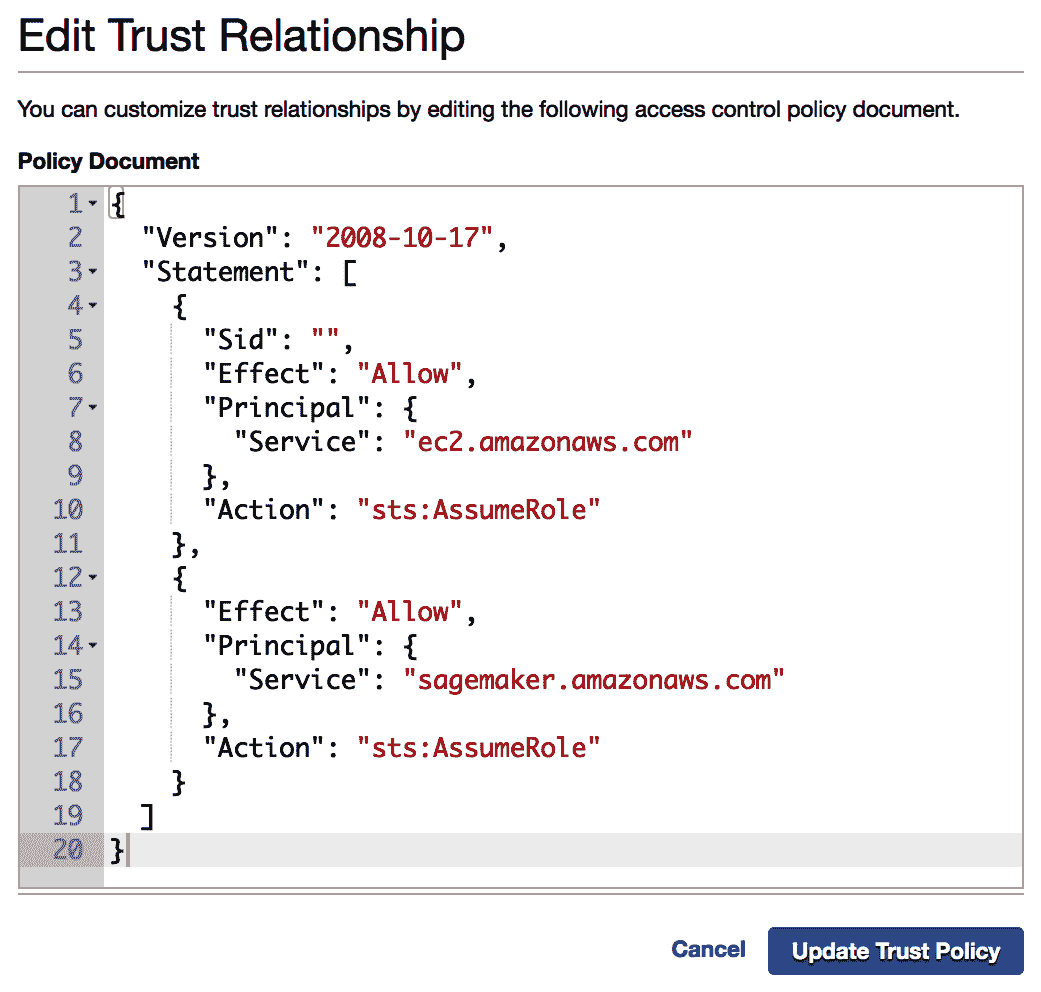 Edit Trust Relationship
You can customize trust relationships by editing the following access control policy document.
Policy Document
1 {
2 "Version": "2008-10-17",
3 "Statement": [
4 {
5 "Sid": "",
6 "Effect": "Allow",
7 "Principal": {
8 "Service": "ec2.amazonaws.com"
9 },
10 "Action": "sts:AssumeRole"
11 },
12 {
13 "Effect": "Allow",
14 "Principal": {
15 "Service": "sagemaker.amazonaws.com"
16 },
17 "Action": "sts:AssumeRole"
18 }
19 ]
20 }
Cancel Update Trust Policy